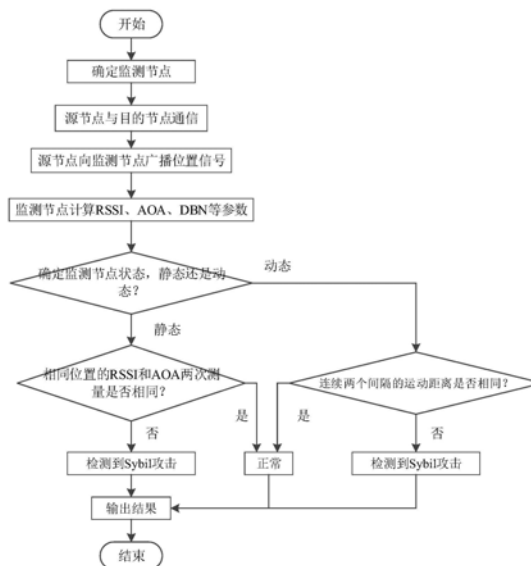 开始
确定监测节点
源节点与目的节点通信
源节点向监测节点广播位置信号
监测节点计算RSSI、AOA、DBN等参数
确定监测节点状态，静态还是动
态？
动态
静态
相同位置的RSSI和AOA两次测
量是否相同？
连续两个间隔的运动距离是否相同？
是
是
否
否
检测到Sybil攻击
正常
检测到Sybil攻击
输出结果
结束